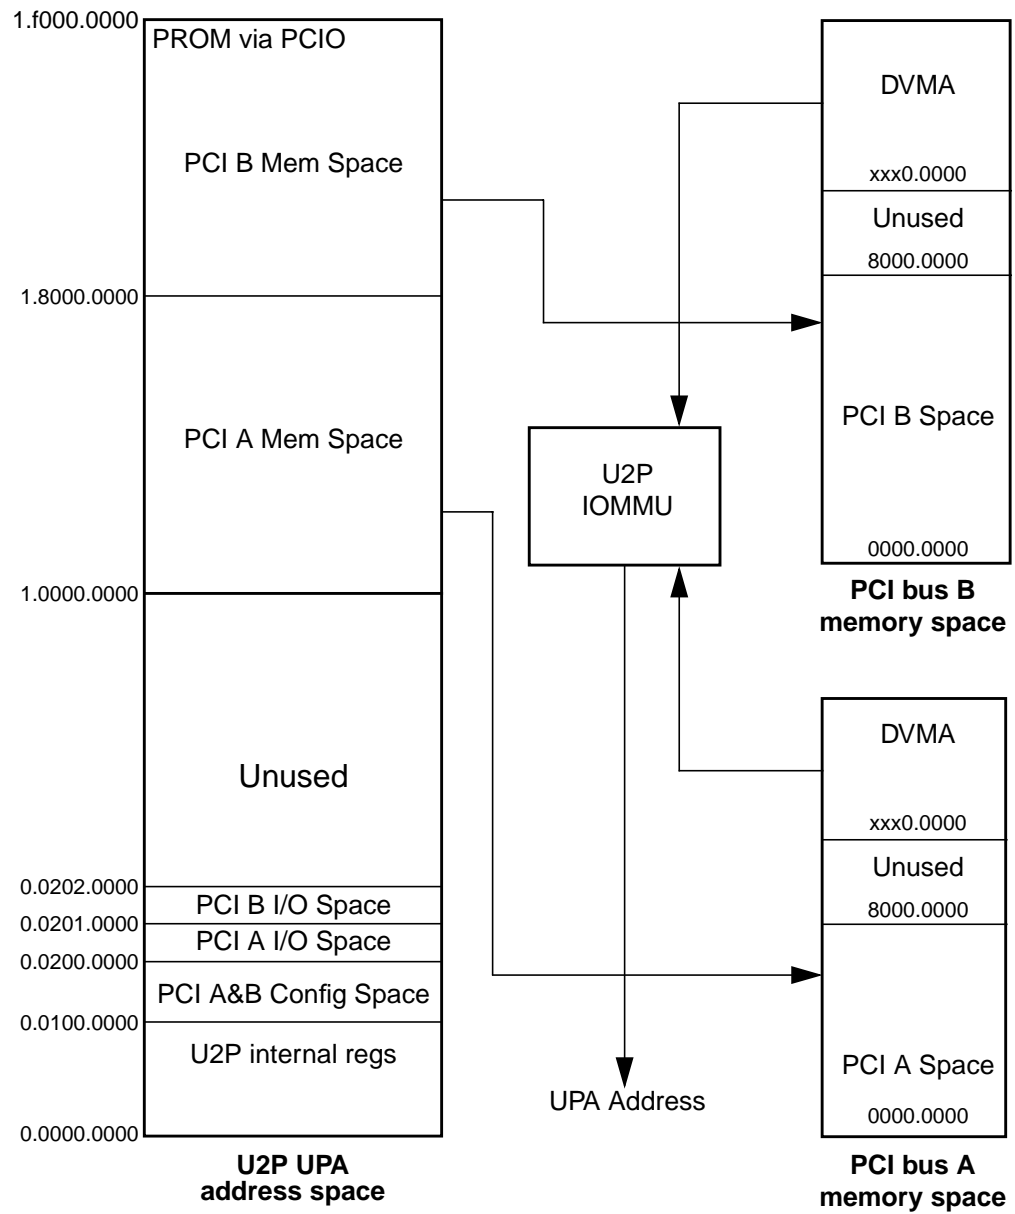 1.f000.0000
PROM via PCIO
PCI B Mem Space
1.8000.0000
PCI A Mem Space
1.0000.0000
Unused
0.0202.0000
PCI B I/O Space
0.0201.0000
PCI A I/O Space
0.0200.0000
PCI A&B Config Space
0.0100.0000
U2P internal regs
0.0000.0000
U2P UPA
address space
U2P
IOMMU
UPA Address
DVMA
xxx0.0000
Unused
8000.0000
PCI B Space
0000.0000
PCI bus B
memory space
DVMA
xxx0.0000
Unused
8000.0000
PCI A Space
0000.0000
PCI bus A
memory space